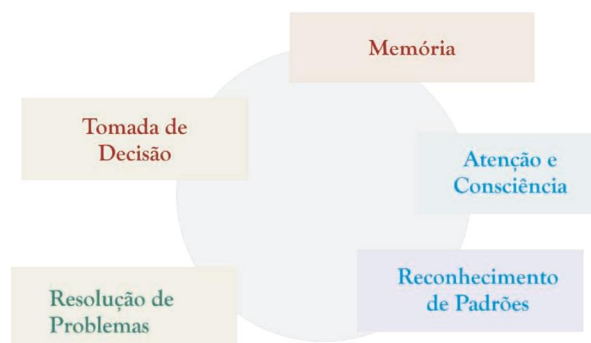 Memória
Tomada de
Decisão
Atenção e
Consciência
Reconhecimento
de Padrões
Resolução de
Problemas